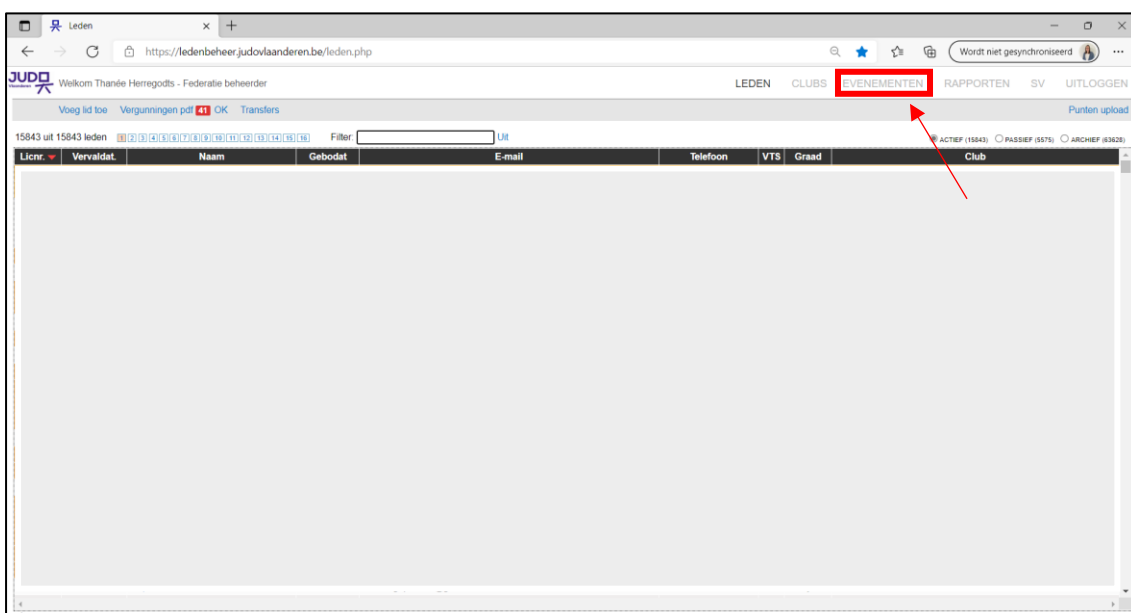 Leden
https://ledenbeheer.judovlaanderen.be/leden.php
Wordt niet gesynchroniseerd
JUDO Welkom Thanée Herregodts - Federatie beheerder LEDEN CLUBS EVENEMENTEN RAPPORTEN SV UITLOGGEN
Voeg lid toe Vergunningen pdf 41 OK Transfers Punten upload
15843 uit 15843 leden 1 2 3 4 5 6 7 8 9 10 11 12 13 14 15 16 Filter: Uit ACTIEF (15843) PASSIEF (5575) ARCHIEF (63628)
Licnr. Vervaldat. Naam Gebodat E-mail Telefoon VTS Graad Club